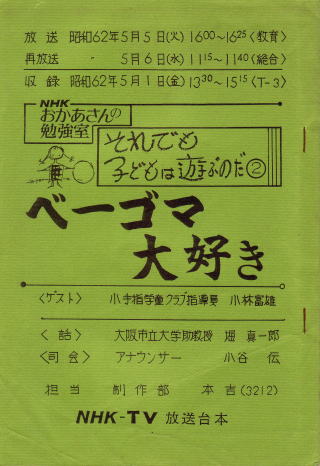 放送 昭和62年5月5日(火) 16:00〜16:25〈教育〉
再放送 5月6日(水) 11:15〜11:40〈総合〉
収録 昭和62年5月1日(金) 13:30〜15:15〈T-3〉
NHK
おかあさんの
勉強室
それでも
子どもは遊ぶのだ②
ベーゴマ
大好き
〈ゲスト〉 小手指学童クラブ指導員 小林富雄
〈話〉 大阪市立大学助教授 畑 真一郎
〈司会〉 アナウンサー 小谷 伝
担当 制作部 本吉(3212)
NHK-TV 放送台本